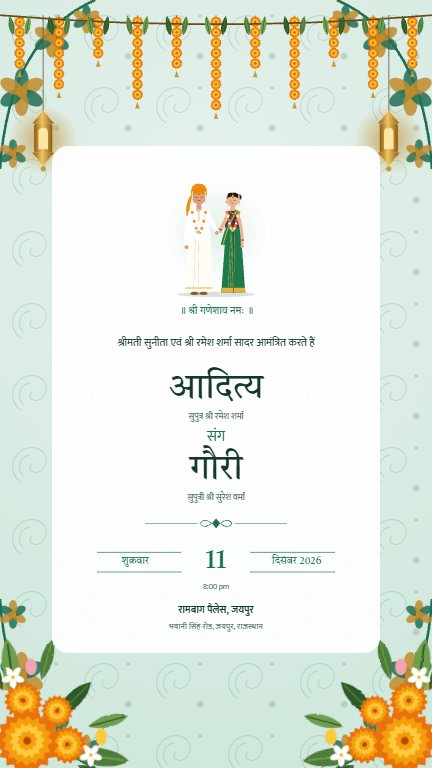 ॥ श्री गणेशाय नमः ॥
श्रीमती सुनीता एवं श्री रमेश शर्मा सादर आमंत्रित करते हैं
आदित्य
सुपुत्र श्री रमेश शर्मा
संग
गौरी
सुपुत्री श्री सुरेश वर्मा
शुक्रवार 11 दिसंबर 2026
8:00 pm
रामबाग पैलेस, जयपुर
भवानी सिंह रोड, जयपुर, राजस्थान